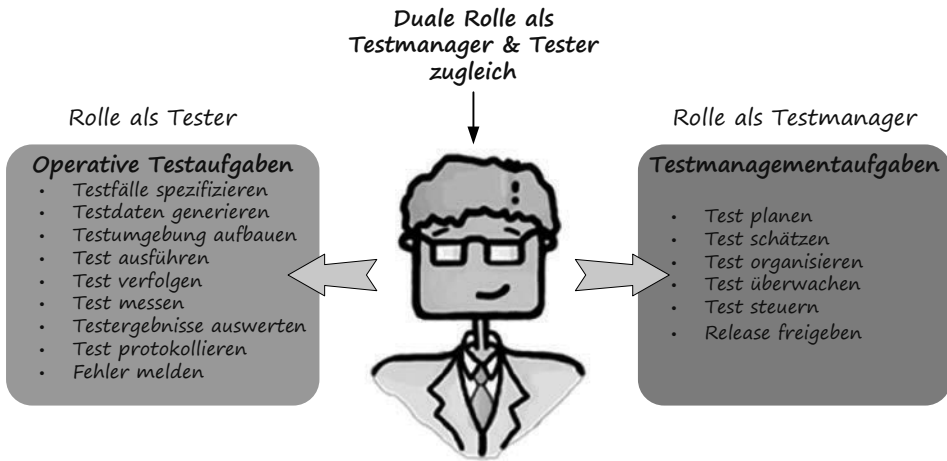 Duale Rolle als
Testmanager & Tester
zugleich
Rolle als Tester
Operative Testaufgaben
• Testfälle spezifizieren
• Testdaten generieren
• Testumgebung aufbauen
• Test ausführen
• Test verfolgen
• Test messen
• Testergebnisse auswerten
• Test protokollieren
• Fehler melden
Rolle als Testmanager
Testmanagementaufgaben
• Test planen
• Test schätzen
• Test organisieren
• Test überwachen
• Test steuern
• Release freigeben